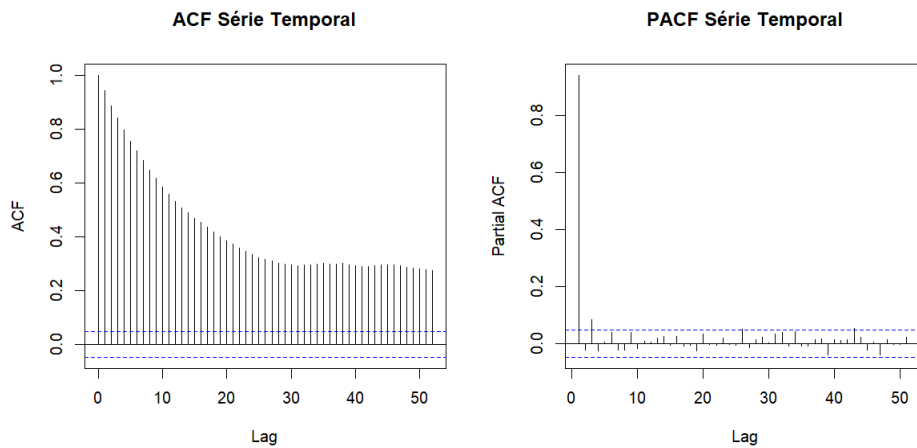 ACF Série Temporal
ACF
0.0 0.2 0.4 0.6 0.8 1.0
0 10 20 30 40 50
Lag
PACF Série Temporal
Partial ACF
0.0 0.2 0.4 0.6 0.8
0 10 20 30 40 50
Lag